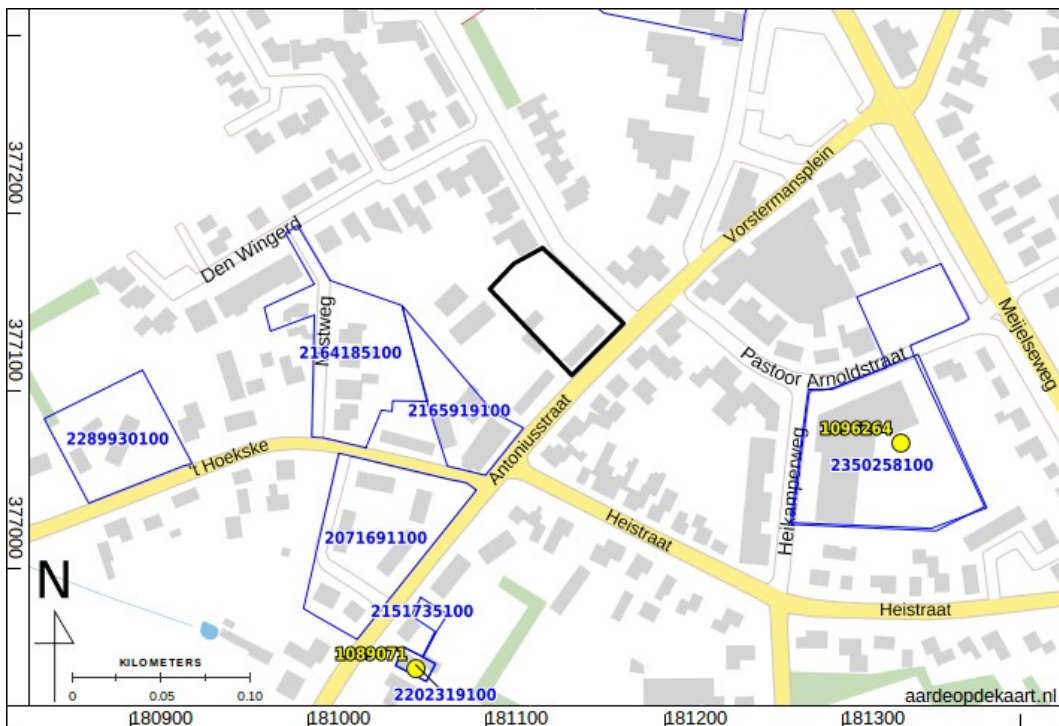 377200
377100
377000
Vorstermansplein
Den Wingerd
Meijelseweg
2164185100
Pastoor Arnoldstraat
2165919100
Antoniusstraat
1096264
2289930100
't Hoekske
2350258100
Heikamperweg
Heistraat
2071691100
N
2151735100
Heistraat
1089071
KILOMETERS
0 0.05 0.10
2202319100
aardeopdekaart.nl
180900 181000 181100 181200 181300